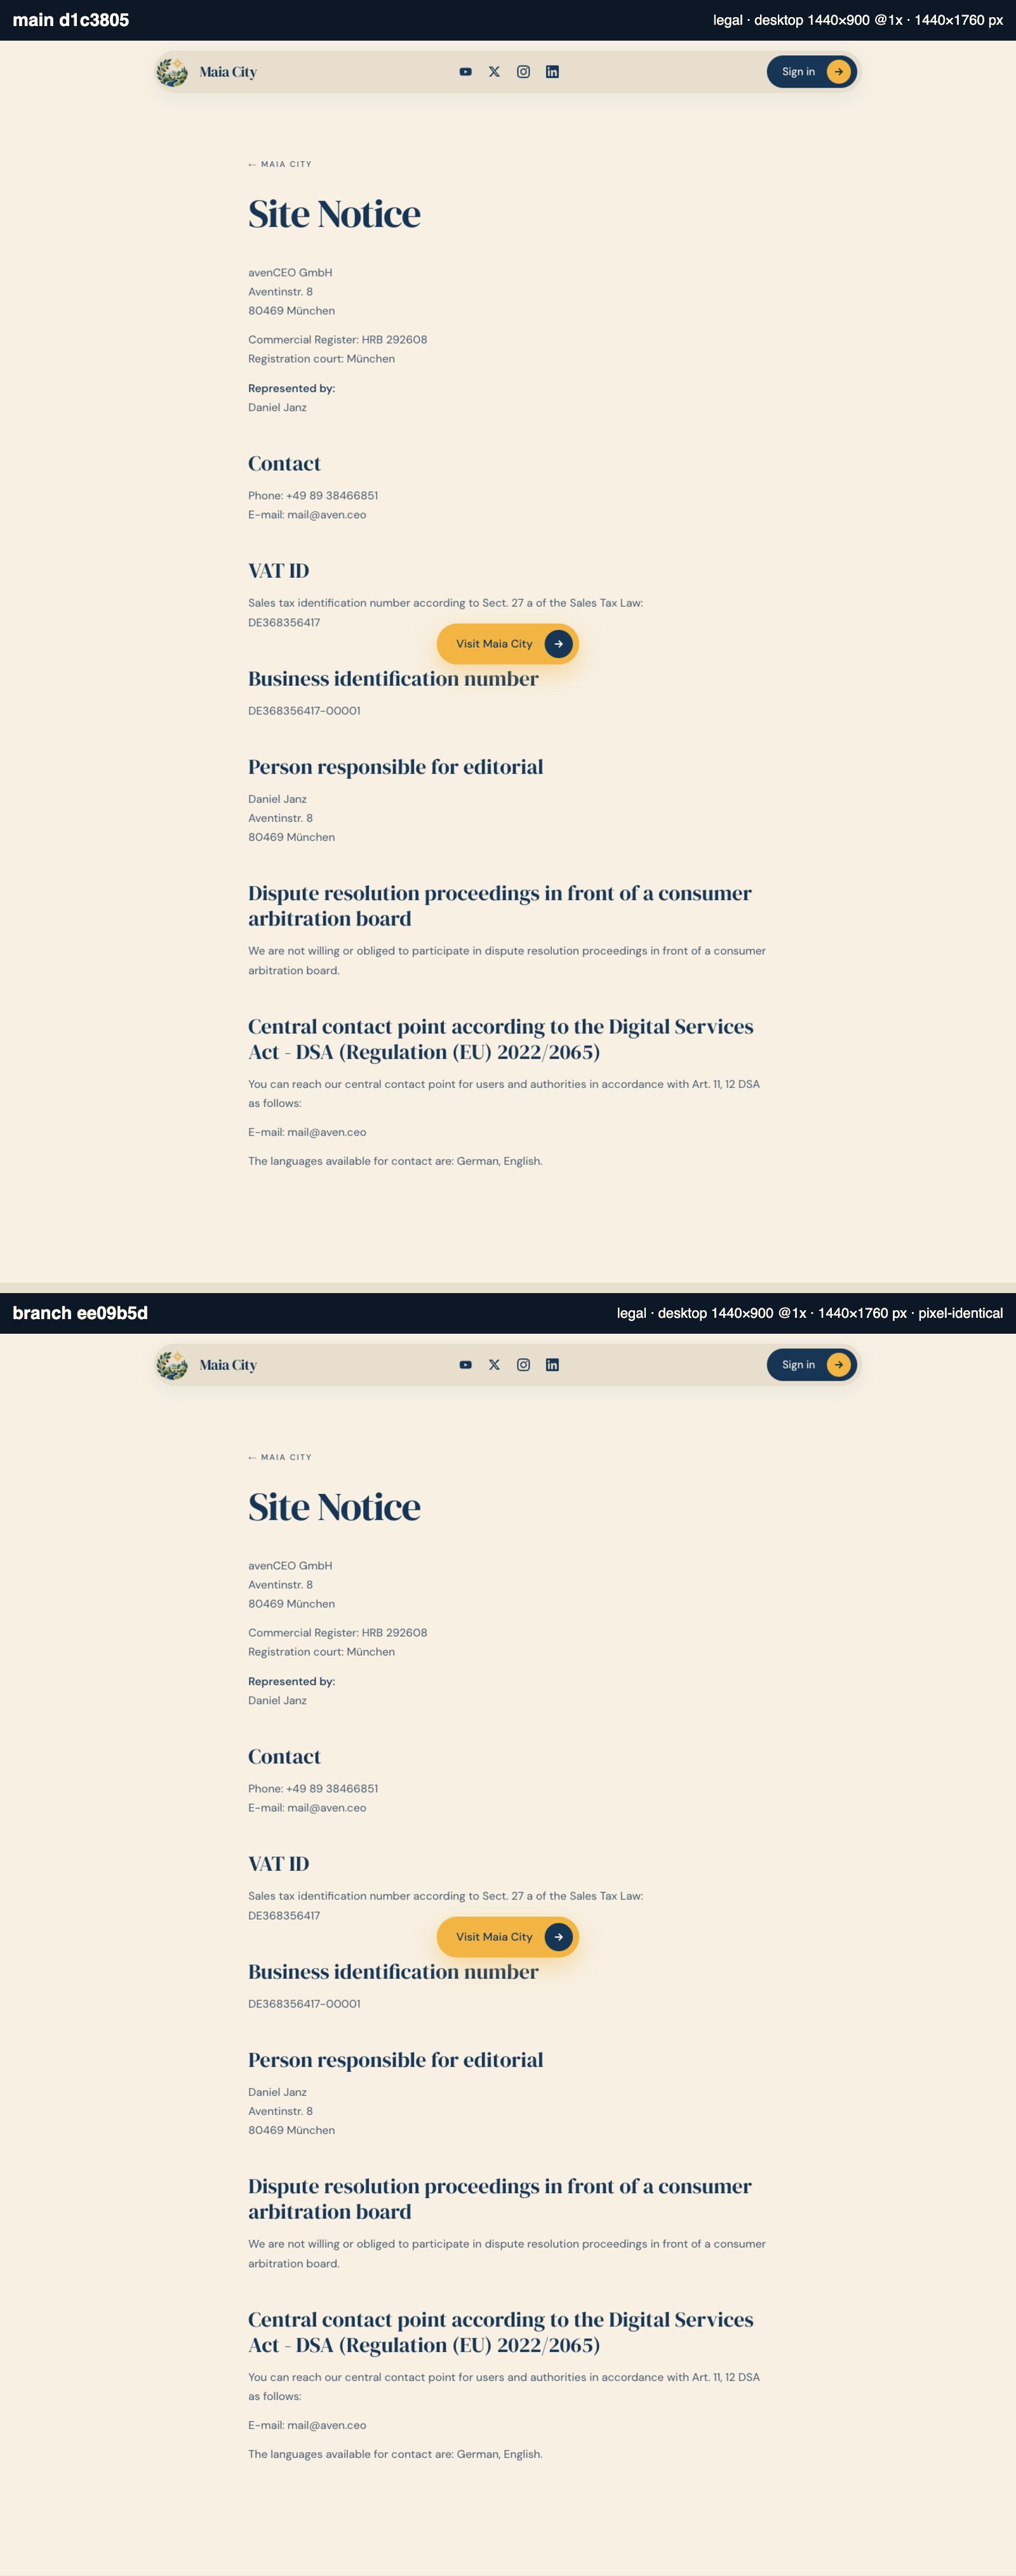 main d1c3805
legal · desktop 1440×900 @1x · 1440×1760 px
Maia City
Sign in
← MAIA CITY
Site Notice
avenCEO GmbH
Aventinstr. 8
80469 München
Commercial Register: HRB 292608
Registration court: München
Represented by:
Daniel Janz
Contact
Phone: +49 89 38466851
E-mail: mail@aven.ceo
VAT ID
Sales tax identification number according to Sect. 27 a of the Sales Tax Law:
DE368356417
Visit Maia City
Business identification number
DE368356417-00001
Person responsible for editorial
Daniel Janz
Aventinstr. 8
80469 München
Dispute resolution proceedings in front of a consumer
arbitration board
We are not willing or obliged to participate in dispute resolution proceedings in front of a consumer
arbitration board.
Central contact point according to the Digital Services
Act - DSA (Regulation (EU) 2022/2065)
You can reach our central contact point for users and authorities in accordance with Art. 11, 12 DSA
as follows:
E-mail: mail@aven.ceo
The languages available for contact are: German, English.
branch ee09b5d
legal · desktop 1440×900 @1x · 1440×1760 px · pixel-identical
Maia City
Sign in
← MAIA CITY
Site Notice
avenCEO GmbH
Aventinstr. 8
80469 München
Commercial Register: HRB 292608
Registration court: München
Represented by:
Daniel Janz
Contact
Phone: +49 89 38466851
E-mail: mail@aven.ceo
VAT ID
Sales tax identification number according to Sect. 27 a of the Sales Tax Law:
DE368356417
Visit Maia City
Business identification number
DE368356417-00001
Person responsible for editorial
Daniel Janz
Aventinstr. 8
80469 München
Dispute resolution proceedings in front of a consumer
arbitration board
We are not willing or obliged to participate in dispute resolution proceedings in front of a consumer
arbitration board.
Central contact point according to the Digital Services
Act - DSA (Regulation (EU) 2022/2065)
You can reach our central contact point for users and authorities in accordance with Art. 11, 12 DSA
as follows:
E-mail: mail@aven.ceo
The languages available for contact are: German, English.